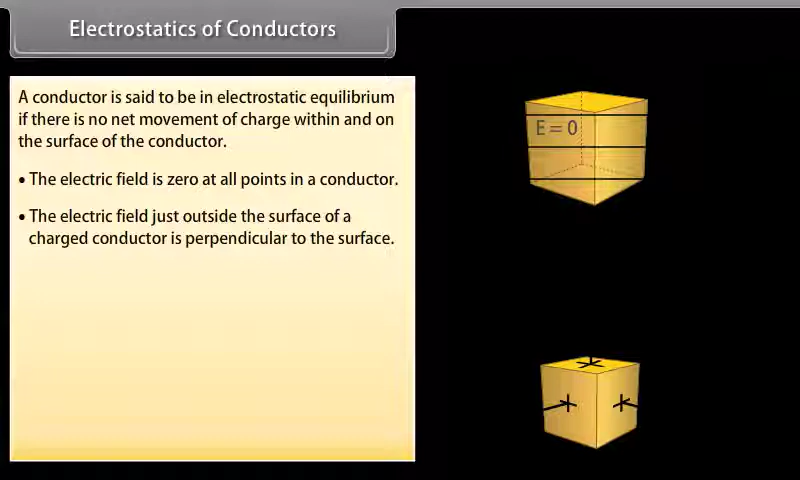 Electrostatics of Conductors
A conductor is said to be in electrostatic equilibrium
if there is no net movement of charge within and on
the surface of the conductor.
• The electric field is zero at all points in a conductor.
• The electric field just outside the surface of a
charged conductor is perpendicular to the surface.
E = 0